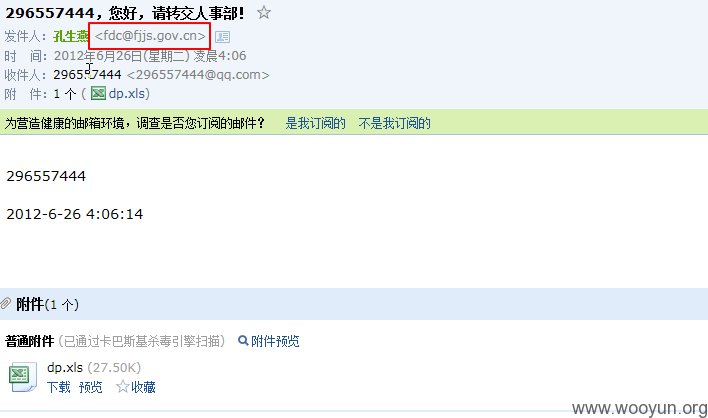 296557444，您好，请转交人事部！
发件人：孔生燕 <fdc@fjjs.gov.cn>
时　间：2012年6月26日(星期二) 凌晨4:06
收件人：296557444 <296557444@qq.com>
附　件：1 个 ( dp.xls)
为营造健康的邮箱环境，调查是否您订阅的邮件？ 是我订阅的 不是我订阅的
296557444
2012-6-26 4:06:14
附件(1 个)
普通附件 (已通过卡巴斯基杀毒引擎扫描) 附件预览
dp.xls (27.50K)
下载 预览 收藏
www.wooyun.org